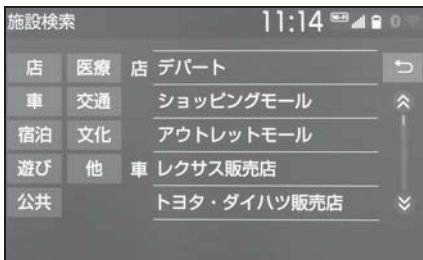 施設検索 11:14 0
店 医療 店 デパート
車 交通 ショッピングモール
宿泊 文化 アウトレットモール
遊び 他 車 レクサス販売店
公共 トヨタ・ダイハツ販売店